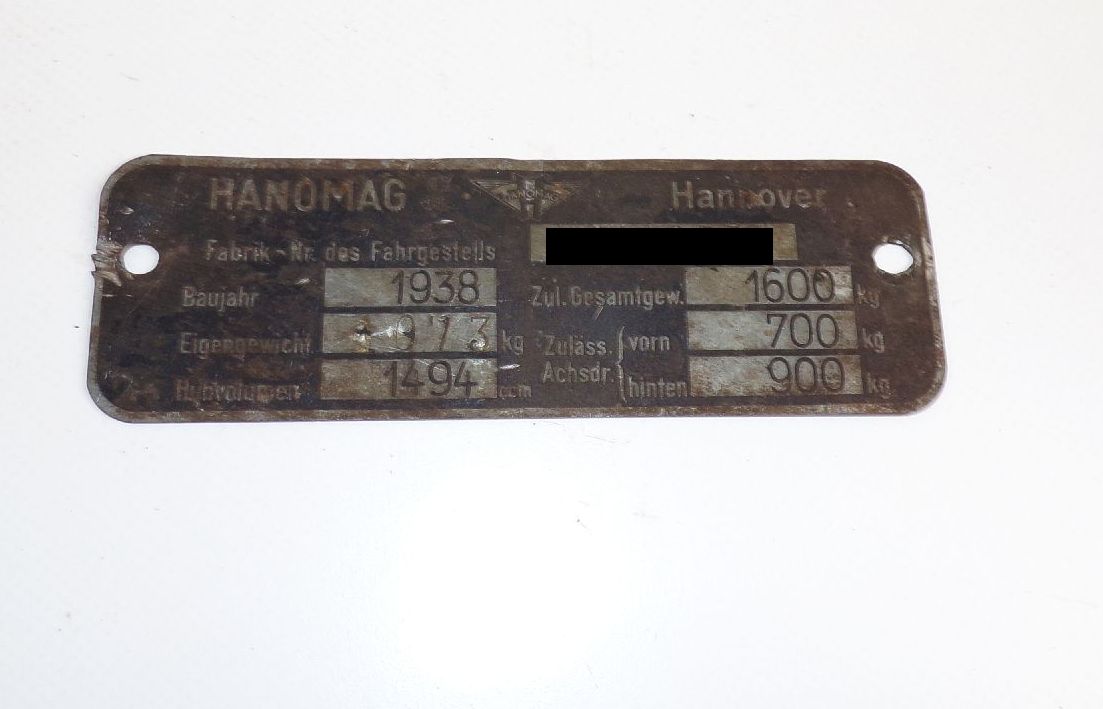 HANOMAG HANOMAG Hannover
Fabrik-Nr. des Fahrgestells
Baujahr 1938 Zul. Gesamtgew. 1600 kg
Eigengewicht kg Zuläss. Achsdr. vorn 700 kg
Hubvolumen 1494 ccm hinten 900 kg